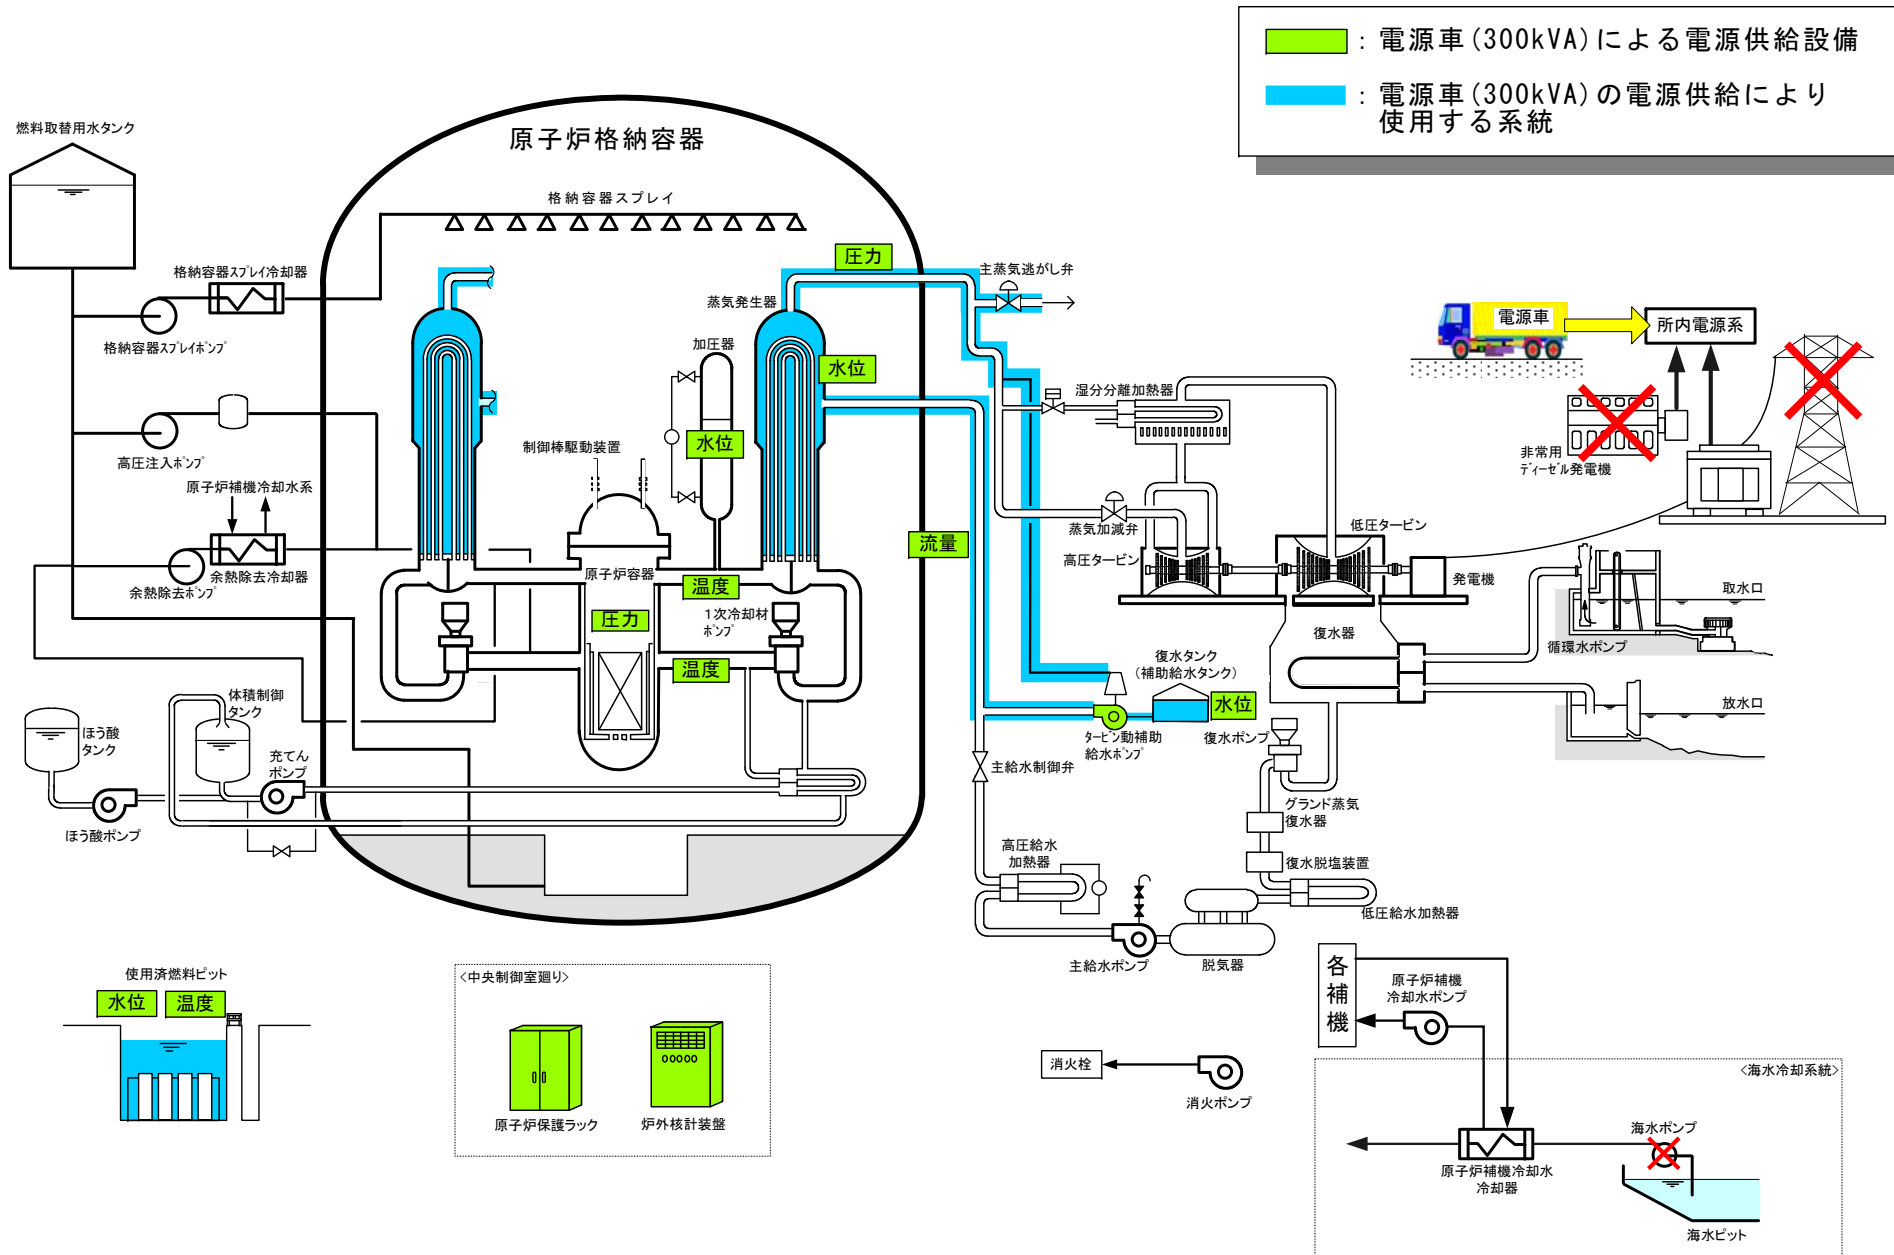 ：電源車(300kVA)による電源供給設備
：電源車(300kVA)の電源供給により
使用する系統
燃料取替用水タンク
原子炉格納容器
格納容器スプレイ
格納容器スプレイ冷却器
格納容器スプレイポンプ
圧力
主蒸気逃がし弁
蒸気発生器
加圧器
水位
水位
制御棒駆動装置
高圧注入ポンプ
原子炉補機冷却水系
余熱除去冷却器
余熱除去ポンプ
原子炉容器
温度
圧力
1次冷却材
ポンプ
温度
流量
湿分分離加熱器
蒸気加減弁
高圧タービン
低圧タービン
発電機
電源車
所内電源系
非常用
ディーゼル発電機
取水口
循環水ポンプ
放水口
復水器
復水タンク
(補助給水タンク)
水位
タービン動補助
給水ポンプ
復水ポンプ
主給水制御弁
グランド蒸気
復水器
復水脱塩装置
低圧給水加熱器
高圧給水
加熱器
主給水ポンプ
脱気器
体積制御
タンク
ほう酸
タンク
充てん
ポンプ
ほう酸ポンプ
使用済燃料ピット
水位
温度
<中央制御室廻り>
原子炉保護ラック
炉外核計装盤
消火栓
消火ポンプ
各補機
原子炉補機
冷却水ポンプ
<海水冷却系統>
海水ポンプ
原子炉補機冷却水
冷却器
海水ピット